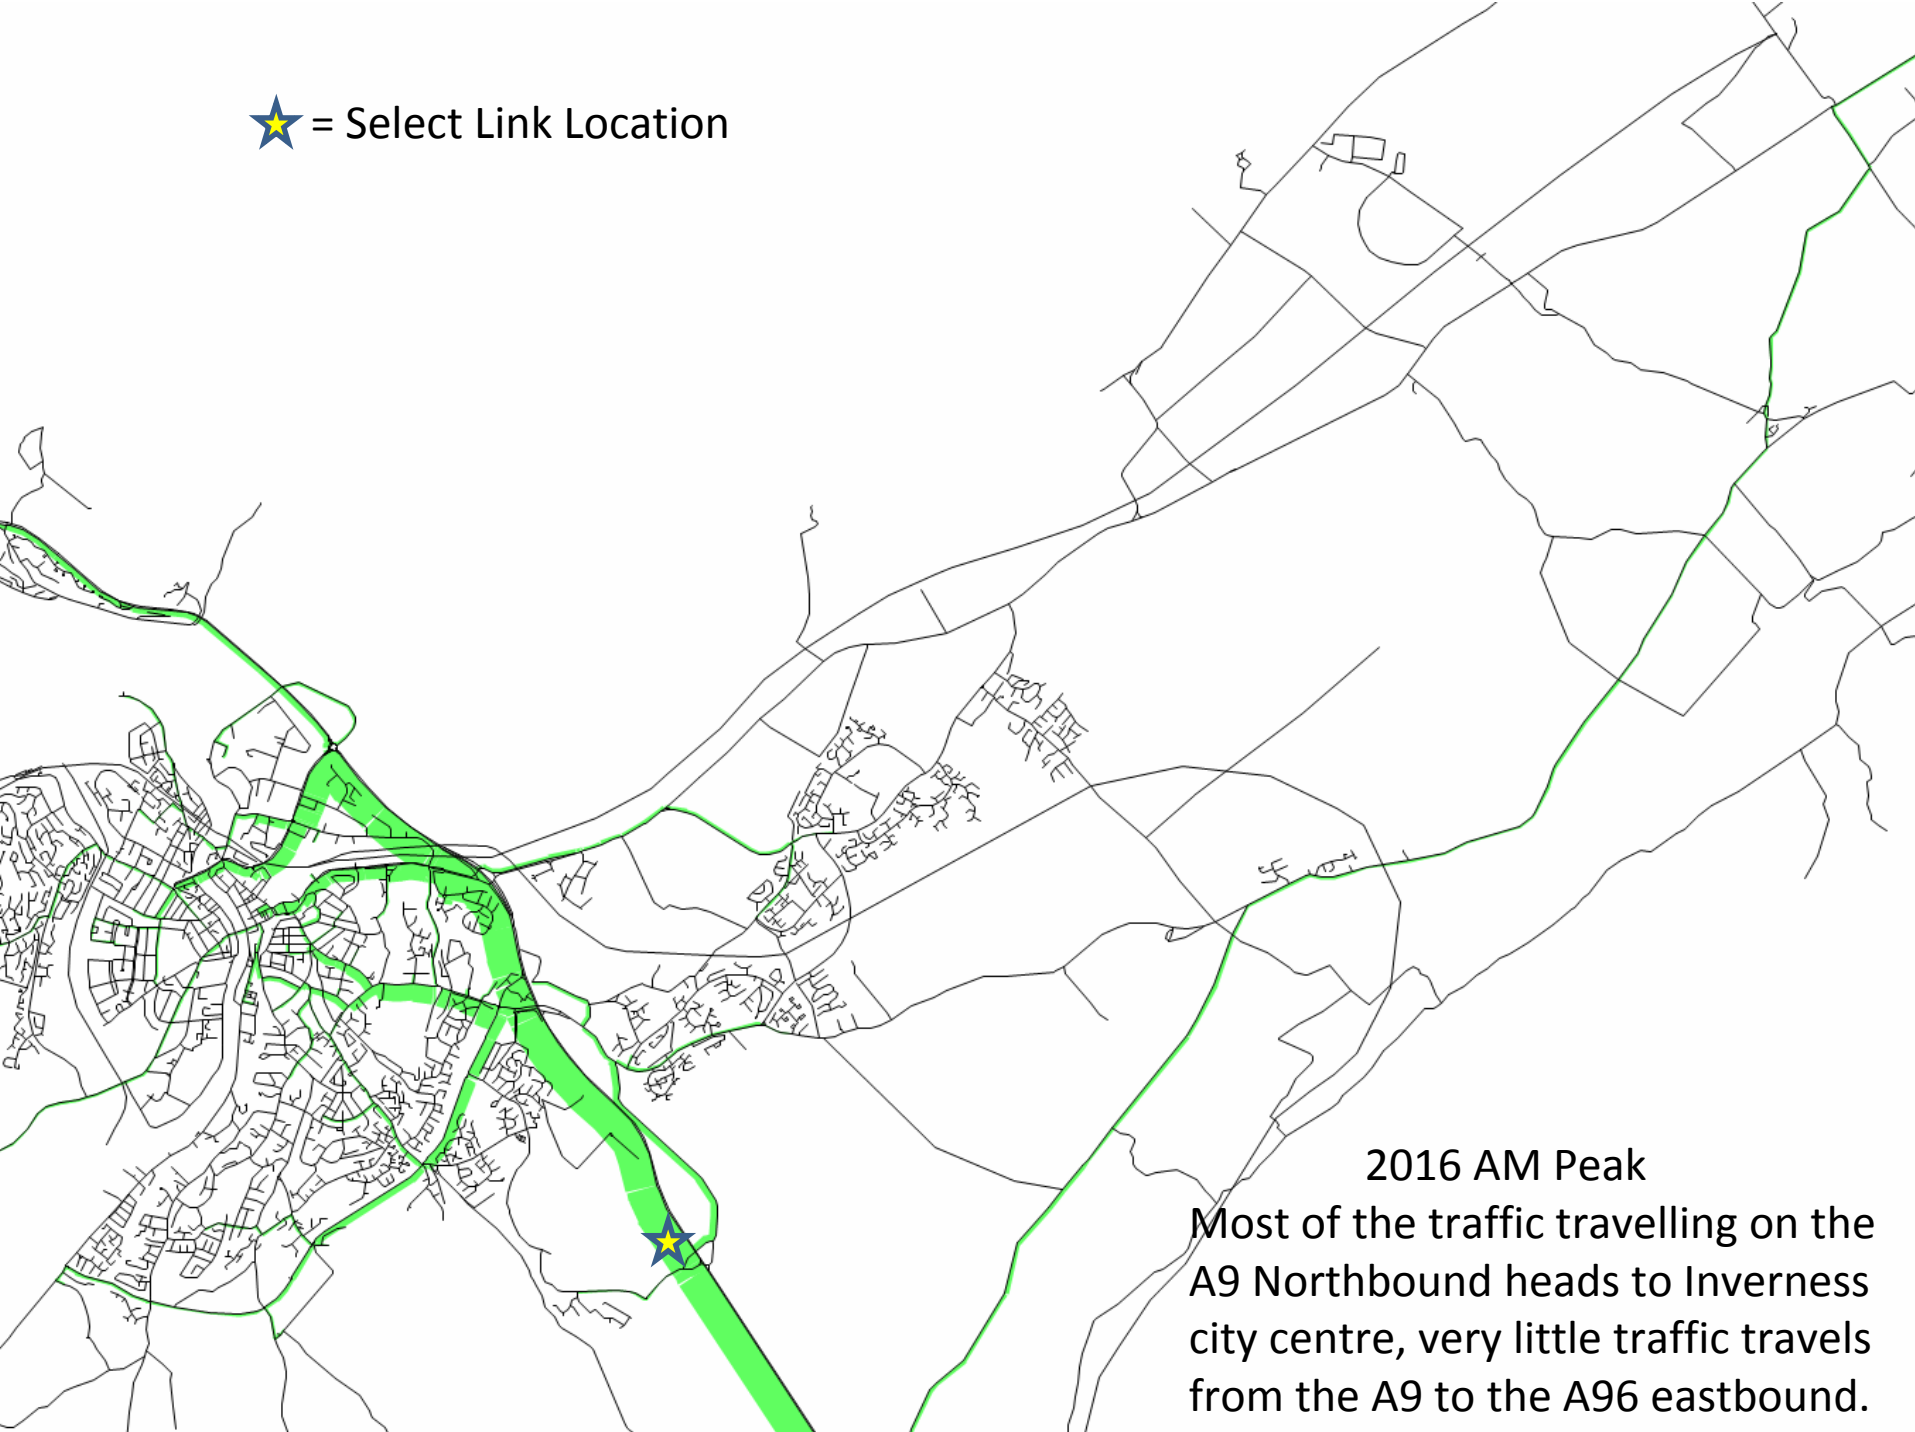 = Select Link Location
2016 AM Peak
Most of the traffic travelling on the
A9 Northbound heads to Inverness
city centre, very little traffic travels
from the A9 to the A96 eastbound.